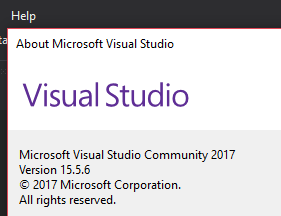 Help
About Microsoft Visual Studio
Visual Studio
Microsoft Visual Studio Community 2017
Version 15.5.6
© 2017 Microsoft Corporation.
All rights reserved.